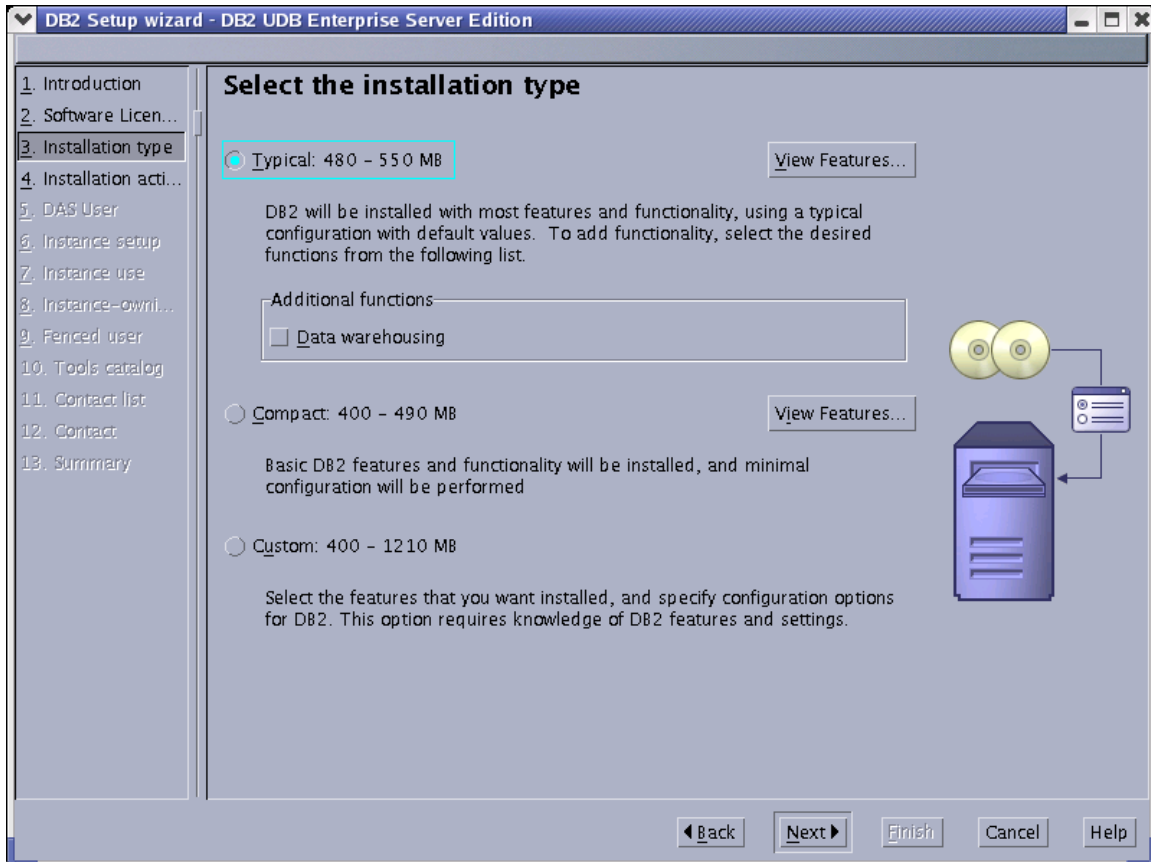 DB2 Setup wizard - DB2 UDB Enterprise Server Edition
1. Introduction
2. Software Licen...
3. Installation type
4. Installation acti...
5. DAS User
6. Instance setup
7. Instance use
8. Instance-owni...
9. Fenced user
10. Tools catalog
11. Contact list
12. Contact
13. Summary
Select the installation type
Typical: 480 - 550 MB
View Features...
DB2 will be installed with most features and functionality, using a typical
configuration with default values. To add functionality, select the desired
functions from the following list.
Additional functions
Data warehousing
Compact: 400 - 490 MB
View Features...
Basic DB2 features and functionality will be installed, and minimal
configuration will be performed
Custom: 400 - 1210 MB
Select the features that you want installed, and specify configuration options
for DB2. This option requires knowledge of DB2 features and settings.
Back
Next
Finish
Cancel
Help